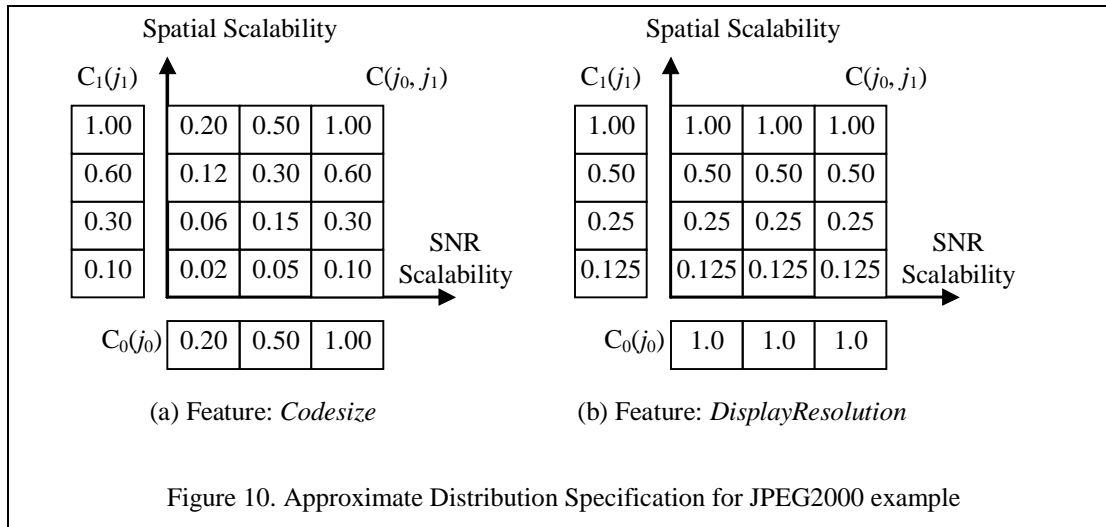 Spatial Scalability
C₁(j₁) C(j₀, j₁)
1.00 0.20 0.50 1.00
0.60 0.12 0.30 0.60
0.30 0.06 0.15 0.30
0.10 0.02 0.05 0.10
SNR
Scalability
C₀(j₀) 0.20 0.50 1.00
(a) Feature: Codesize
Spatial Scalability
C₁(j₁) C(j₀, j₁)
1.00 1.00 1.00 1.00
0.50 0.50 0.50 0.50
0.25 0.25 0.25 0.25
0.125 0.125 0.125 0.125
SNR
Scalability
C₀(j₀) 1.0 1.0 1.0
(b) Feature: DisplayResolution
Figure 10. Approximate Distribution Specification for JPEG2000 example